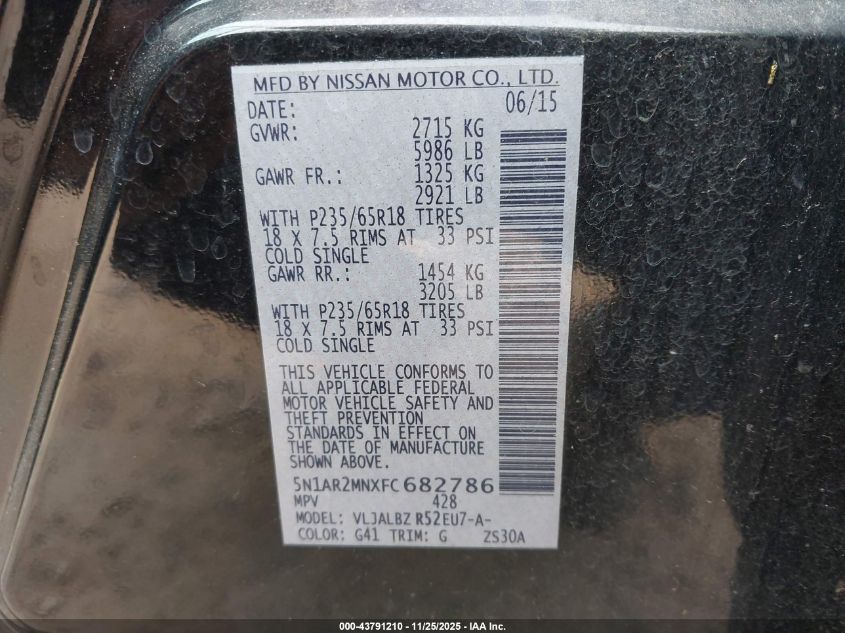 MFD BY NISSAN MOTOR CO., LTD.
DATE: 06/15
GVWR: 2715 KG
5986 LB
GAWR FR.: 1325 KG
2921 LB
WITH P235/65R18 TIRES
18 X 7.5 RIMS AT 33 PSI
COLD SINGLE
GAWR RR.: 1454 KG
3205 LB
WITH P235/65R18 TIRES
18 X 7.5 RIMS AT 33 PSI
COLD SINGLE
THIS VEHICLE CONFORMS TO
ALL APPLICABLE FEDERAL
MOTOR VEHICLE SAFETY AND
THEFT PREVENTION
STANDARDS IN EFFECT ON
THE DATE OF MANUFACTURE
SHOWN ABOVE.
5N1AR2MNXFC682786
MPV 428
MODEL: VLJALBZ R52EU7-A-
COLOR: G41 TRIM: G ZS30A
000-43791210 - 11/25/2025 - IAA Inc.